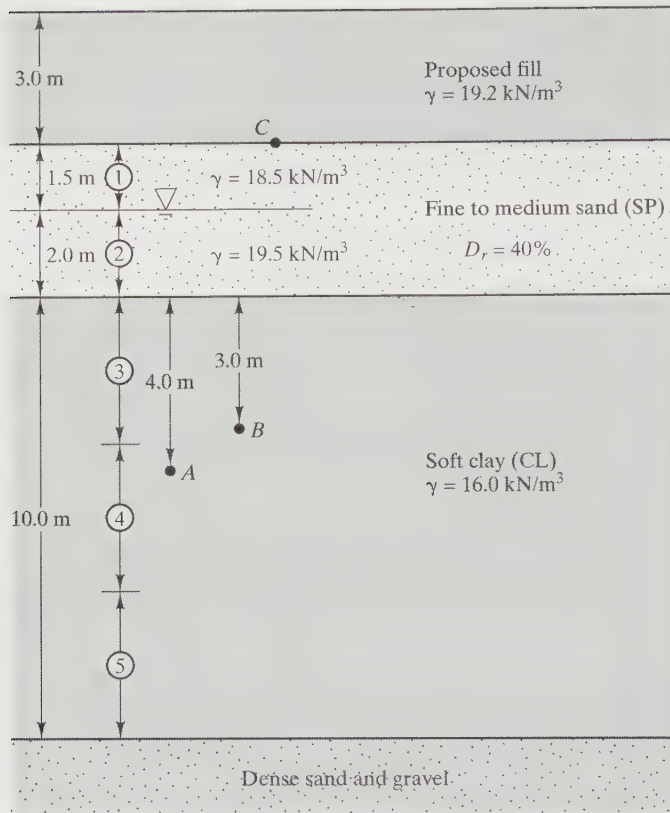 3.0 m
Proposed fill
γ = 19.2 kN/m³
C
1.5 m
①
γ = 18.5 kN/m³
Fine to medium sand (SP)
2.0 m
②
γ = 19.5 kN/m³
Dᵣ = 40%
③
4.0 m
3.0 m
B
A
Soft clay (CL)
γ = 16.0 kN/m³
10.0 m
④
⑤
Dense sand and gravel